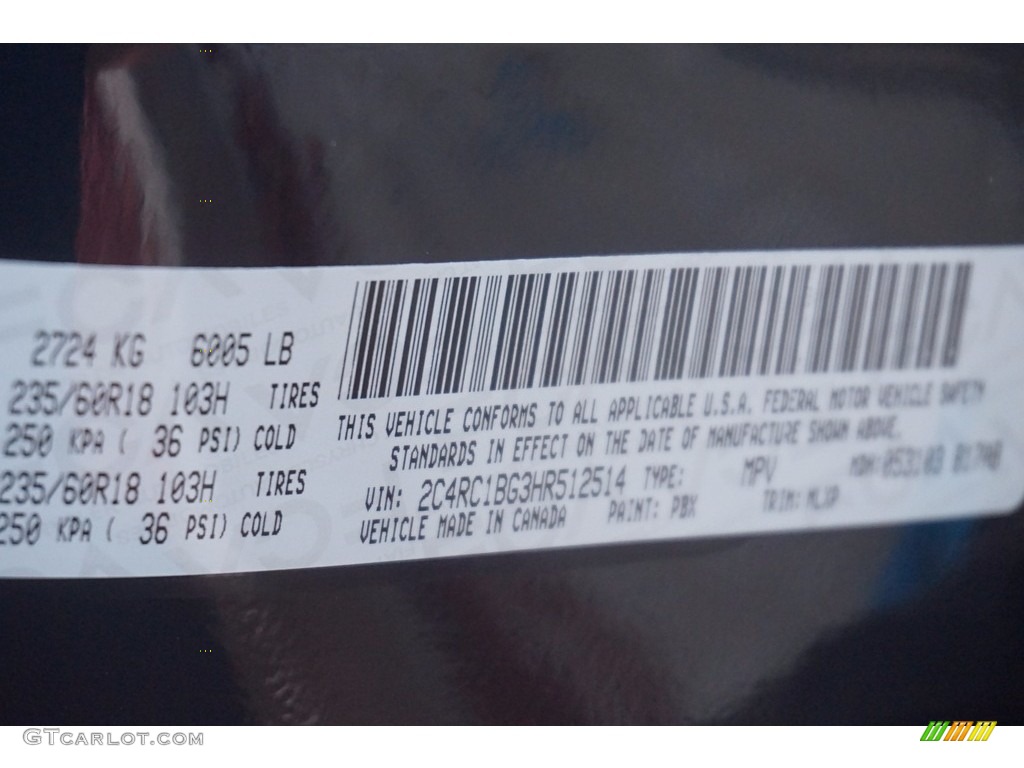 2724 KG 6005 LB
235/60R18 103H TIRES
250 KPA ( 36 PSI) COLD
235/60R18 103H TIRES
250 KPA ( 36 PSI) COLD
THIS VEHICLE CONFORMS TO ALL APPLICABLE U.S.A. FEDERAL MOTOR VEHICLE SAFETY
STANDARDS IN EFFECT ON THE DATE OF MANUFACTURE SHOWN ABOVE.
VIN: 2C4RC1BG3HR512514 TYPE: MPV MDH:
VEHICLE MADE IN CANADA PAINT: PBX TRIM:
GTCARLOT.COM